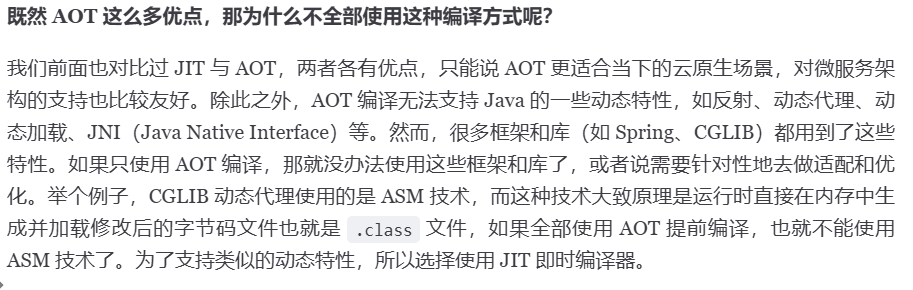 既然 AOT 这么多优点，那为什么不全部使用这种编译方式呢？
我们前面也对比过 JIT 与 AOT，两者各有优点，只能说 AOT 更适合当下的云原生场景，对微服务架
构的支持也比较友好。除此之外，AOT 编译无法支持 Java 的一些动态特性，如反射、动态代理、动
态加载、JNI（Java Native Interface）等。然而，很多框架和库（如 Spring、CGLIB）都用到了这些
特性。如果只使用 AOT 编译，那就没办法使用这些框架和库了，或者说需要针对性地去做适配和优
化。举个例子，CGLIB 动态代理使用的是 ASM 技术，而这种技术大致原理是运行时直接在内存中生
成并加载修改后的字节码文件也就是 .class 文件，如果全部使用 AOT 提前编译，也就不能使用
ASM 技术了。为了支持类似的动态特性，所以选择使用 JIT 即时编译器。